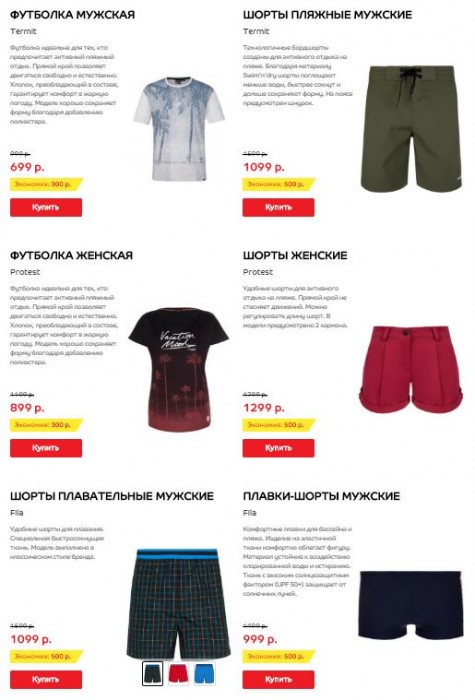 ФУТБОЛКА МУЖСКАЯ
Termit
Футболка идеальна для тех, кто
предпочитает активный пляжный
отдых. Прямой крой позволяет
двигаться свободно и естественно.
Хлопок, преобладающий в составе,
гарантирует комфорт в жаркую
погоду. Модель хорошо сохраняет
форму благодаря добавлению
полиэстера.
999 р.
699 р.
Экономия: 300 р.
Купить
ШОРТЫ ПЛЯЖНЫЕ МУЖСКИЕ
Termit
Технологичные бордшорты
созданы для активного отдыха на
пляже. Благодаря материалу
Swim'n'dry шорты поглощают
меньше воды, быстрее сохнут и
дольше сохраняют форму. На поясе
предусмотрен шнурок.
1599 р.
1099 р.
Экономия: 500 р.
Купить
ФУТБОЛКА ЖЕНСКАЯ
Protest
Футболка идеальна для тех, кто
предпочитает активный пляжный
отдых. Прямой крой позволяет
двигаться свободно и естественно.
Хлопок, преобладающий в составе,
гарантирует комфорт в жаркую
погоду. Модель хорошо сохраняет
форму благодаря добавлению
полиэстера.
Vacation
Mood
1199 р.
899 р.
Экономия: 300 р.
Купить
ШОРТЫ ЖЕНСКИЕ
Protest
Удобные шорты для активного
отдыха на пляже. Прямой крой не
стесняет движений. Можно
регулировать длину шорт. В
модели предусмотрено 2 кармана.
1799 р.
1299 р.
Экономия: 500 р.
Купить
ШОРТЫ ПЛАВАТЕЛЬНЫЕ МУЖСКИЕ
Fila
Удобные шорты для плавания.
Специальная быстросохнущая
ткань. Модель выполнена в
классическом стиле бренда.
1599 р.
1099 р.
Экономия: 500 р.
Купить
ПЛАВКИ-ШОРТЫ МУЖСКИЕ
Fila
Комфортные плавки для бассейна и
пляжа. Изделие из эластичной
ткани комфортно облегает фигуру.
Материал устойчив к воздействию
хлорированной воды и истиранию.
Ткань с высоким солнцезащитным
фактором (UPF 50+) защищает от
солнечных лучей.
1499 р.
999 р.
Экономия: 500 р.
Купить